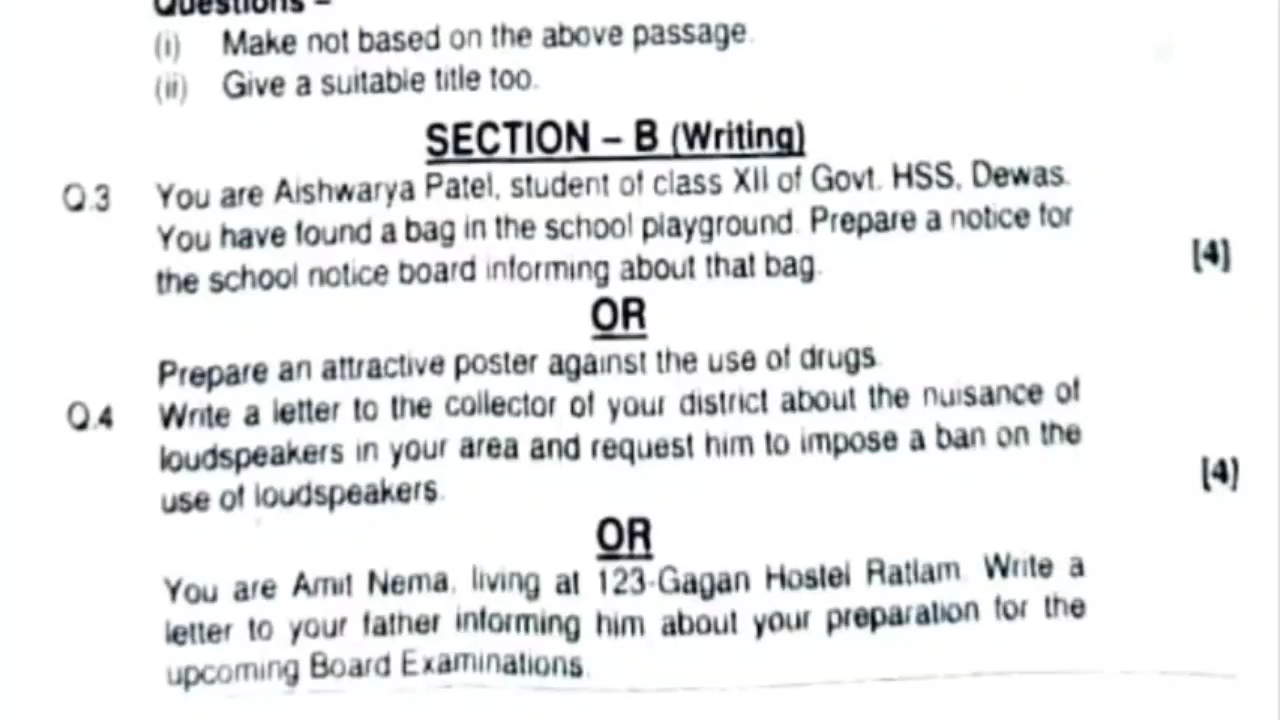 Questions –
(i) Make not based on the above passage.
(ii) Give a suitable title too.
SECTION – B (Writing)
Q.3 You are Aishwarya Patel, student of class XII of Govt. HSS, Dewas.
You have found a bag in the school playground. Prepare a notice for
the school notice board informing about that bag. [4]
OR
Prepare an attractive poster against the use of drugs.
Q.4 Write a letter to the collector of your district about the nuisance of
loudspeakers in your area and request him to impose a ban on the
use of loudspeakers. [4]
OR
You are Amit Nema, living at 123-Gagan Hostel Ratlam. Write a
letter to your father informing him about your preparation for the
upcoming Board Examinations.